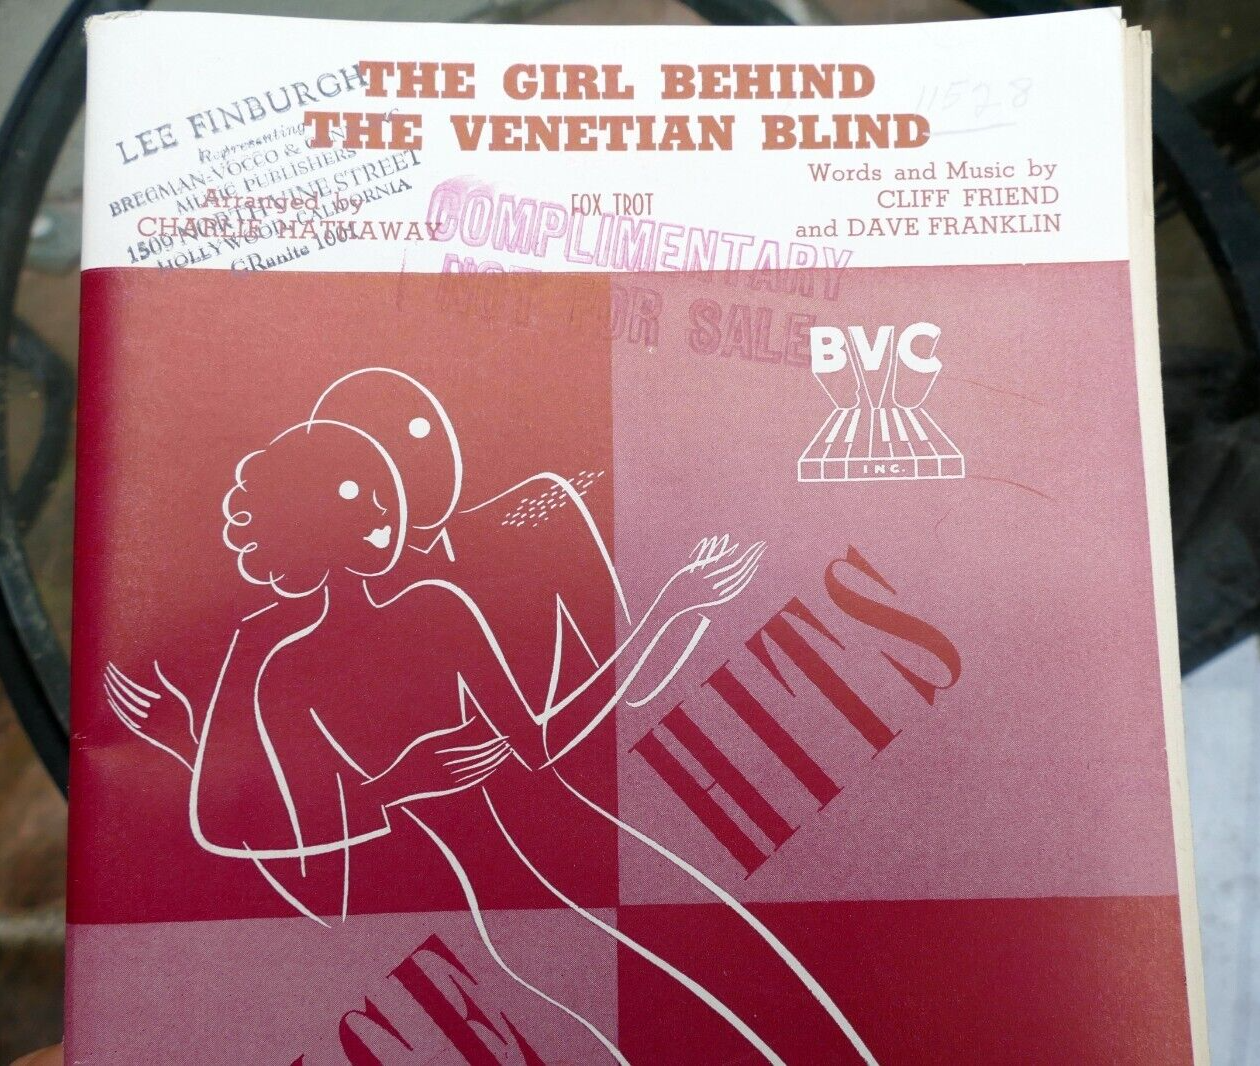 THE GIRL BEHIND
THE VENETIAN BLIND
11528
LEE FINBURGH
Representing
BREGMAN-VOCCO & CONN
MUSIC PUBLISHERS
1509 NORTH VINE STREET
HOLLYWOOD, CALIFORNIA
GRanite 1001
Arranged by
CHARLIE HATHAWAY
FOX TROT
Words and Music by
CLIFF FRIEND
and DAVE FRANKLIN
COMPLIMENTARY
NOT FOR SALE
BVC
INC.
HITS